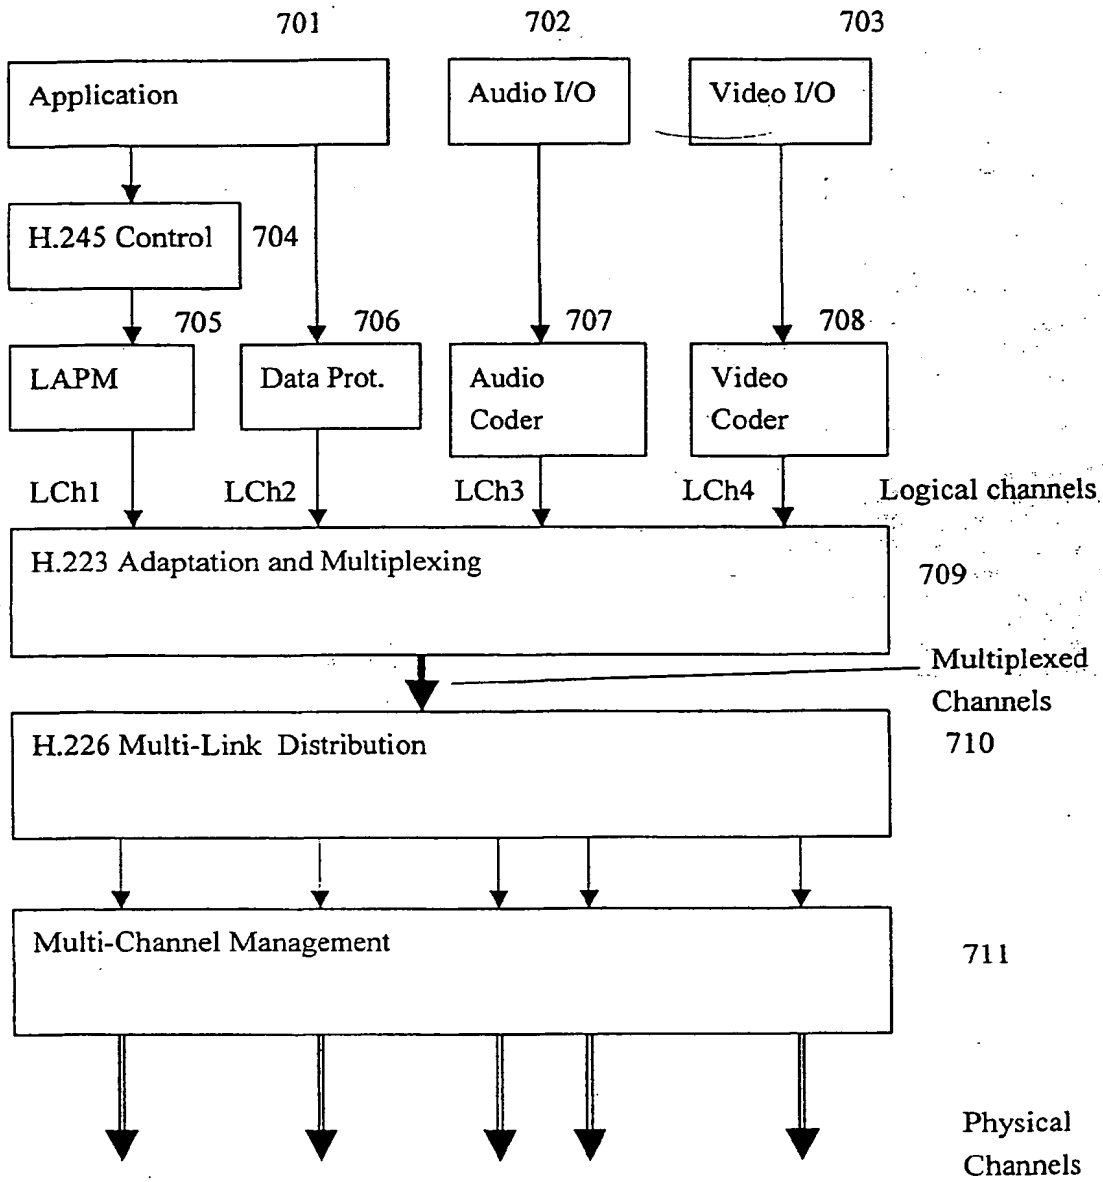 701
702
703
Application
Audio I/O
Video I/O
H.245 Control
704
705
706
707
708
LAPM
Data Prot.
Audio
Coder
Video
Coder
LCh1
LCh2
LCh3
LCh4
Logical channels
H.223 Adaptation and Multiplexing
709
Multiplexed
Channels
H.226 Multi-Link Distribution
710
Multi-Channel Management
711
Physical
Channels